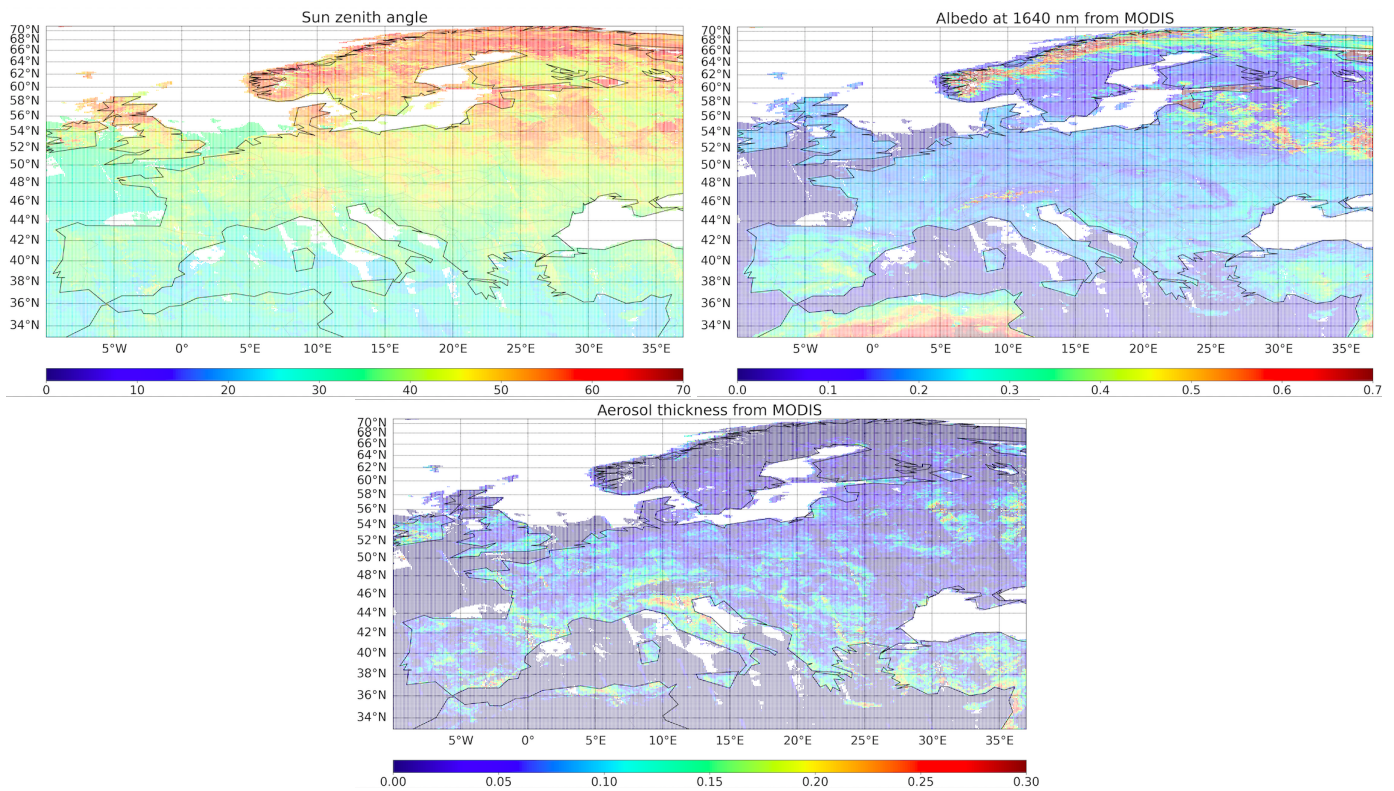 Sun zenith angle
70°N
68°N
66°N
64°N
62°N
60°N
58°N
56°N
54°N
52°N
50°N
48°N
46°N
44°N
42°N
40°N
38°N
36°N
34°N
5°W 0° 5°E 10°E 15°E 20°E 25°E 30°E 35°E
0 10 20 30 40 50 60 70
Albedo at 1640 nm from MODIS
70°N
68°N
66°N
64°N
62°N
60°N
58°N
56°N
54°N
52°N
50°N
48°N
46°N
44°N
42°N
40°N
38°N
36°N
34°N
5°W 0° 5°E 10°E 15°E 20°E 25°E 30°E 35°E
0.0 0.1 0.2 0.3 0.4 0.5 0.6 0.7
Aerosol thickness from MODIS
70°N
68°N
66°N
64°N
62°N
60°N
58°N
56°N
54°N
52°N
50°N
48°N
46°N
44°N
42°N
40°N
38°N
36°N
34°N
5°W 0° 5°E 10°E 15°E 20°E 25°E 30°E 35°E
0.00 0.05 0.10 0.15 0.20 0.25 0.30